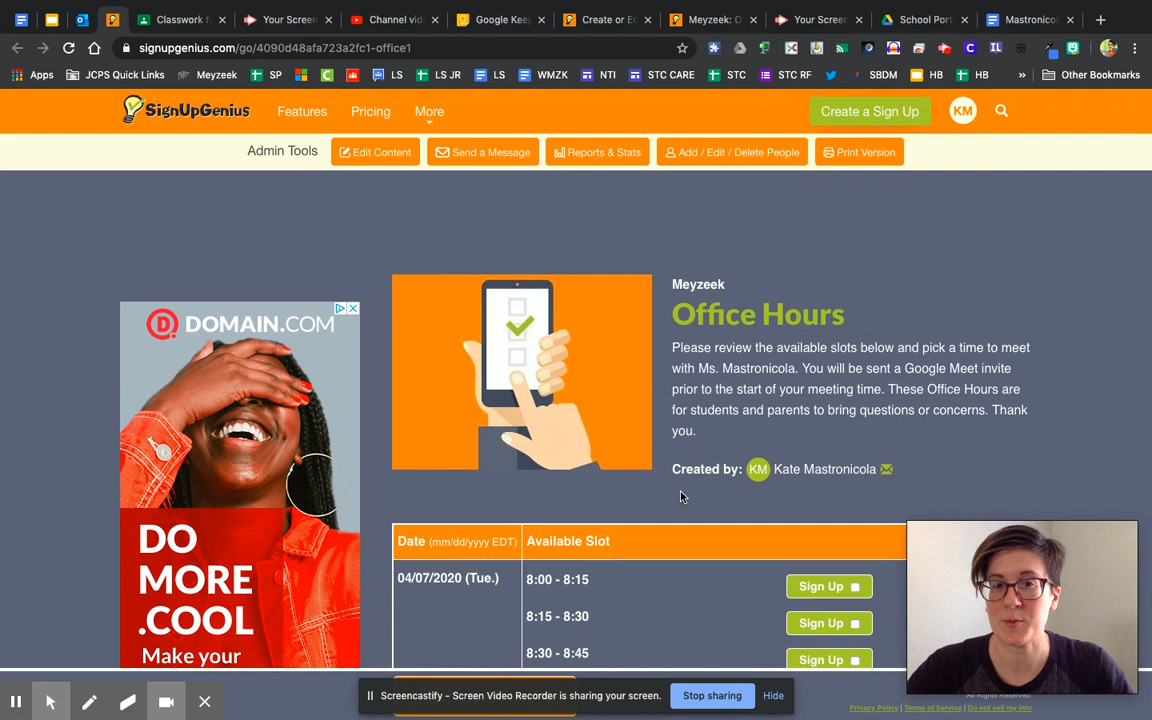 Classwork f
Your Screen
Channel vid
Google Kee
Create or E
Meyzeek: O
Your Screen
School Port
Mastronico
signupgenius.com/go/4090d48afa723a2fc1-office1
Apps JCPS Quick Links Meyzeek SP LS LS JR LS WMZK NTI STC CARE STC STC RF SBDM HB HB » Other Bookmarks
SignUpGenius Features Pricing More Create a Sign Up KM
Admin Tools Edit Content Send a Message Reports & Stats Add / Edit / Delete People Print Version
DOMAIN.COM
DO
MORE
.COOL
Make your
Meyzeek
Office Hours
Please review the available slots below and pick a time to meet
with Ms. Mastronicola. You will be sent a Google Meet invite
prior to the start of your meeting time. These Office Hours are
for students and parents to bring questions or concerns. Thank
you.
Created by: KM Kate Mastronicola
Date (mm/dd/yyyy EDT) Available Slot
04/07/2020 (Tue.) 8:00 - 8:15 Sign Up
8:15 - 8:30 Sign Up
8:30 - 8:45 Sign Up
Screencastify - Screen Video Recorder is sharing your screen. Stop sharing Hide
All Rights Reserved.
Privacy Policy | Terms of Service | Do not sell my info